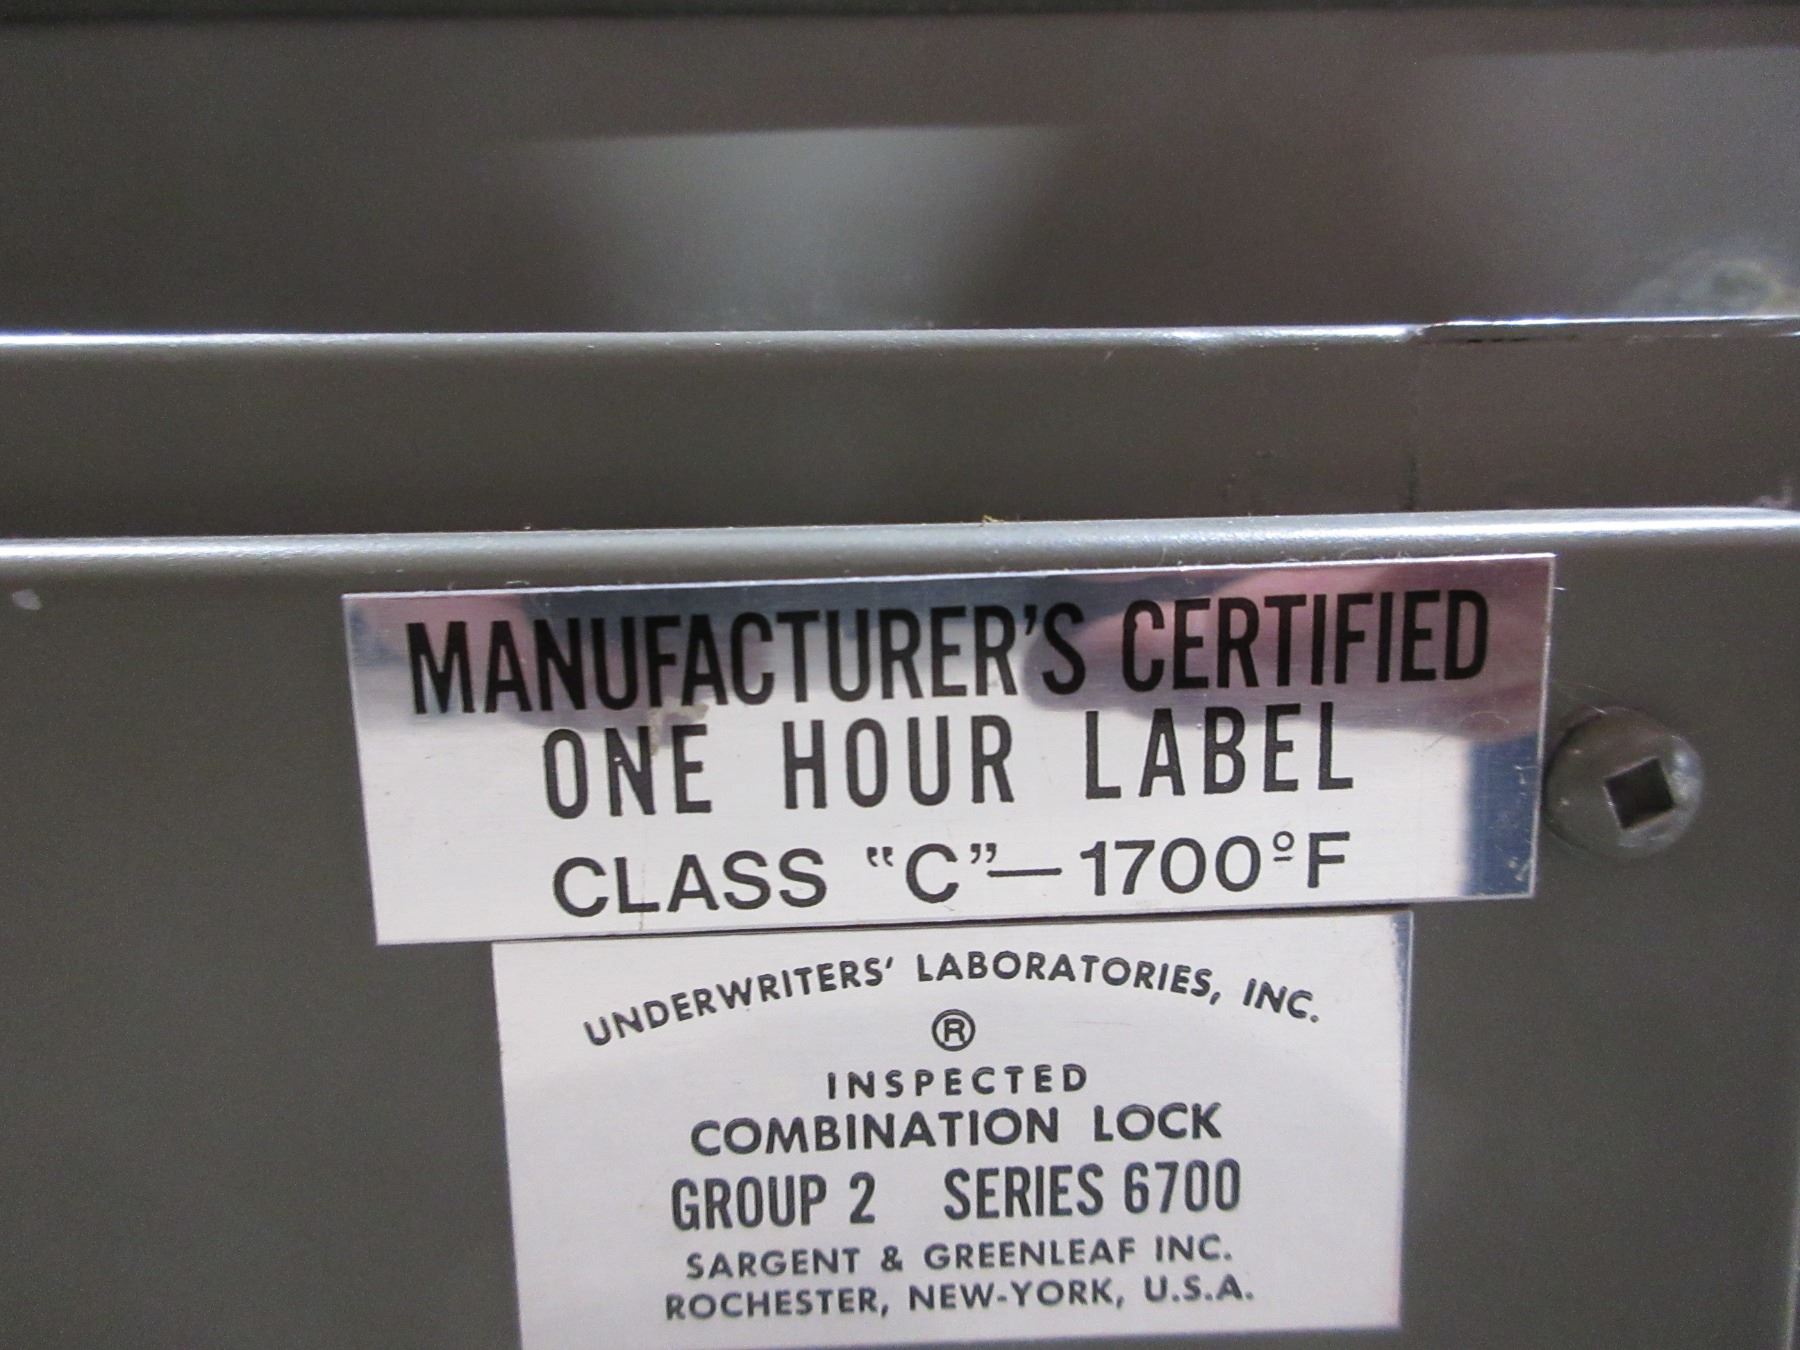 MANUFACTURER'S CERTIFIED
ONE HOUR LABEL
CLASS "C"—1700ºF
UNDERWRITERS' LABORATORIES, INC.
®
INSPECTED
COMBINATION LOCK
GROUP 2 SERIES 6700
SARGENT & GREENLEAF INC.
ROCHESTER, NEW-YORK, U.S.A.